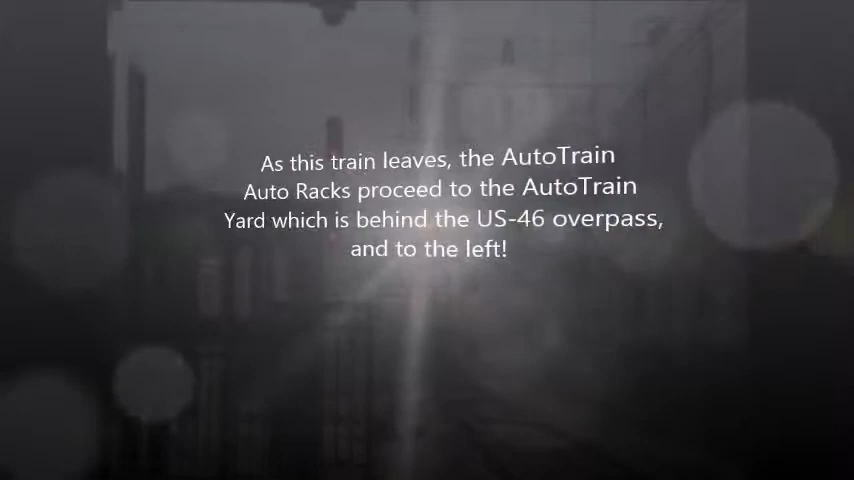 As this train leaves, the AutoTrain
Auto Racks proceed to the AutoTrain
Yard which is behind the US-46 overpass,
and to the left!